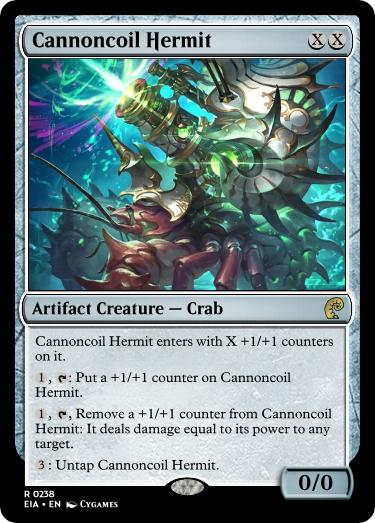 Cannoncoil Hermit XX
Artifact Creature — Crab
Cannoncoil Hermit enters with X +1/+1 counters
on it.
1, T: Put a +1/+1 counter on Cannoncoil
Hermit.
1, T, Remove a +1/+1 counter from Cannoncoil
Hermit: It deals damage equal to its power to any
target.
3: Untap Cannoncoil Hermit.
0/0
R 0238
EIA • EN Cygames